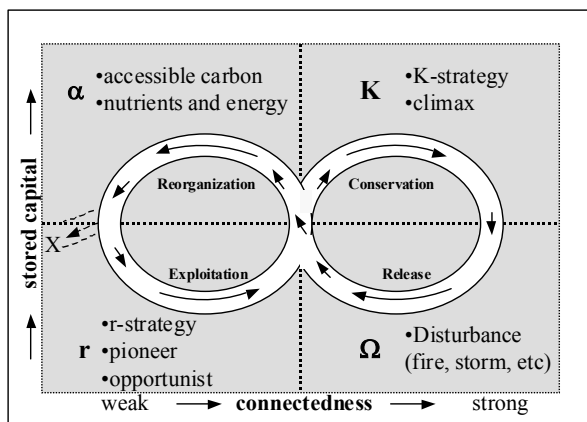 α
•accessible carbon
•nutrients and energy
K
•K-strategy
•climax
Reorganization
Conservation
stored capital
X
Exploitation
Release
r
•r-strategy
•pioneer
•opportunist
Ω
•Disturbance
(fire, storm, etc)
weak connectedness strong